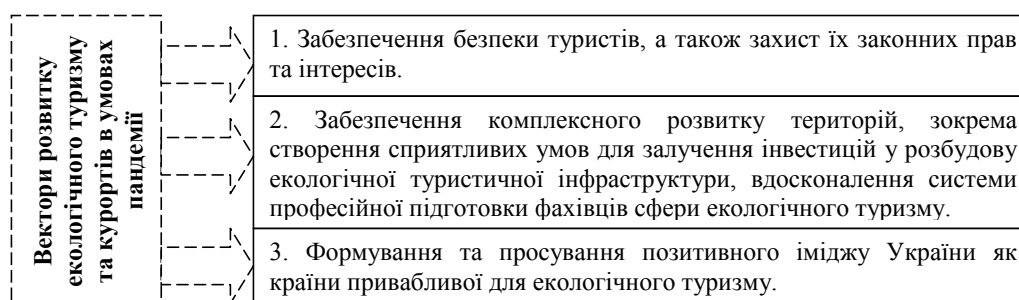 Вектори розвитку
екологічного туризму
та курортів в умовах
пандемії
1. Забезпечення безпеки туристів, а також захист їх законних прав
та інтересів.
2. Забезпечення комплексного розвитку територій, зокрема
створення сприятливих умов для залучення інвестицій у розбудову
екологічної туристичної інфраструктури, вдосконалення системи
професійної підготовки фахівців сфери екологічного туризму.
3. Формування та просування позитивного іміджу України як
країни привабливої для екологічного туризму.